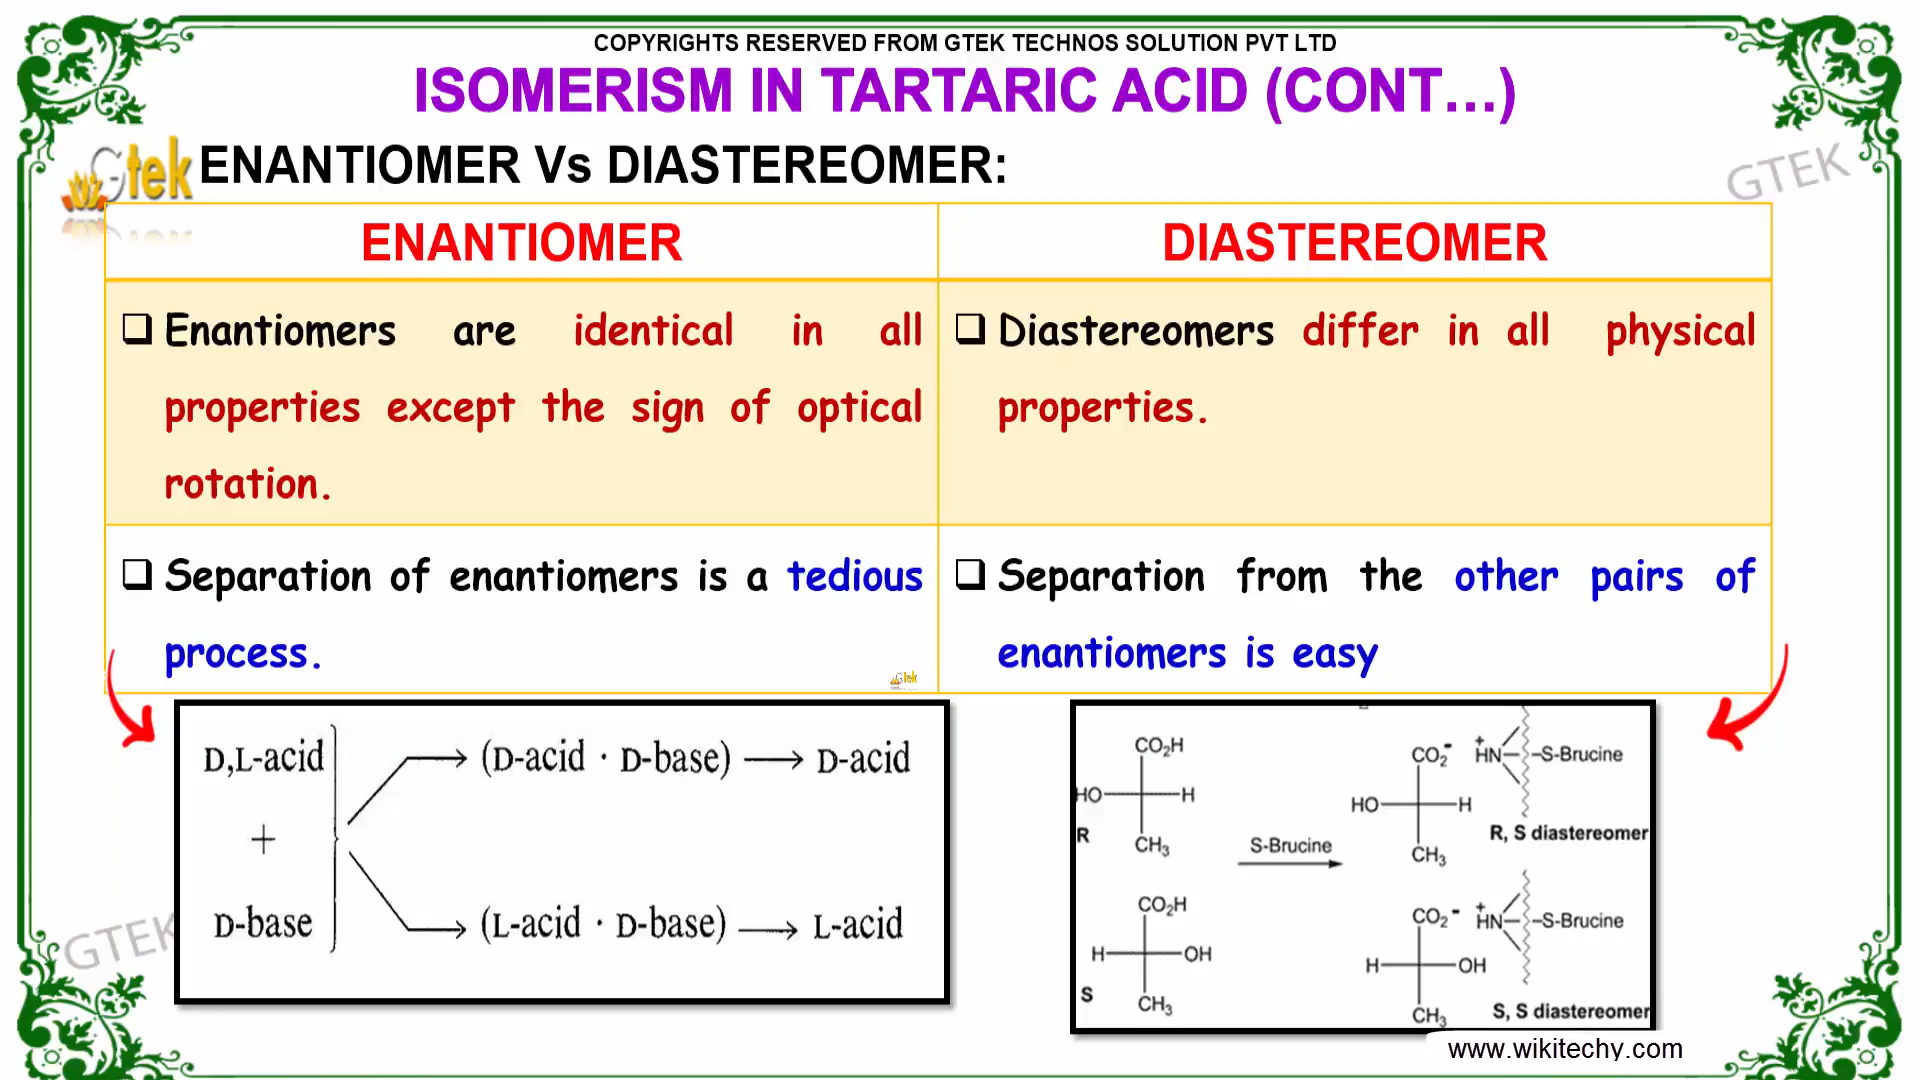 COPYRIGHTS RESERVED FROM GTEK TECHNOS SOLUTION PVT LTD
ISOMERISM IN TARTARIC ACID (CONT...)
Gtek
ENANTIOMER Vs DIASTEREOMER:
GTEK
ENANTIOMER
DIASTEREOMER
❑ Enantiomers are identical in all
properties except the sign of optical
rotation.
❑ Diastereomers differ in all physical
properties.
❑ Separation of enantiomers is a tedious
process.
Gtek
❑ Separation from the other pairs of
enantiomers is easy
D,L-acid
+
D-base
(D-acid · D-base) → D-acid
(L-acid · D-base) → L-acid
GTEK
CO₂H
HO H
R
CH₃
CO₂H
H OH
S
CH₃
S-Brucine
CO₂⁻ HN⁺ -S-Brucine
HO H
R, S diastereomer
CH₃
CO₂⁻ HN⁺ -S-Brucine
H OH
S, S diastereomer
CH₃
www.wikitechy.com